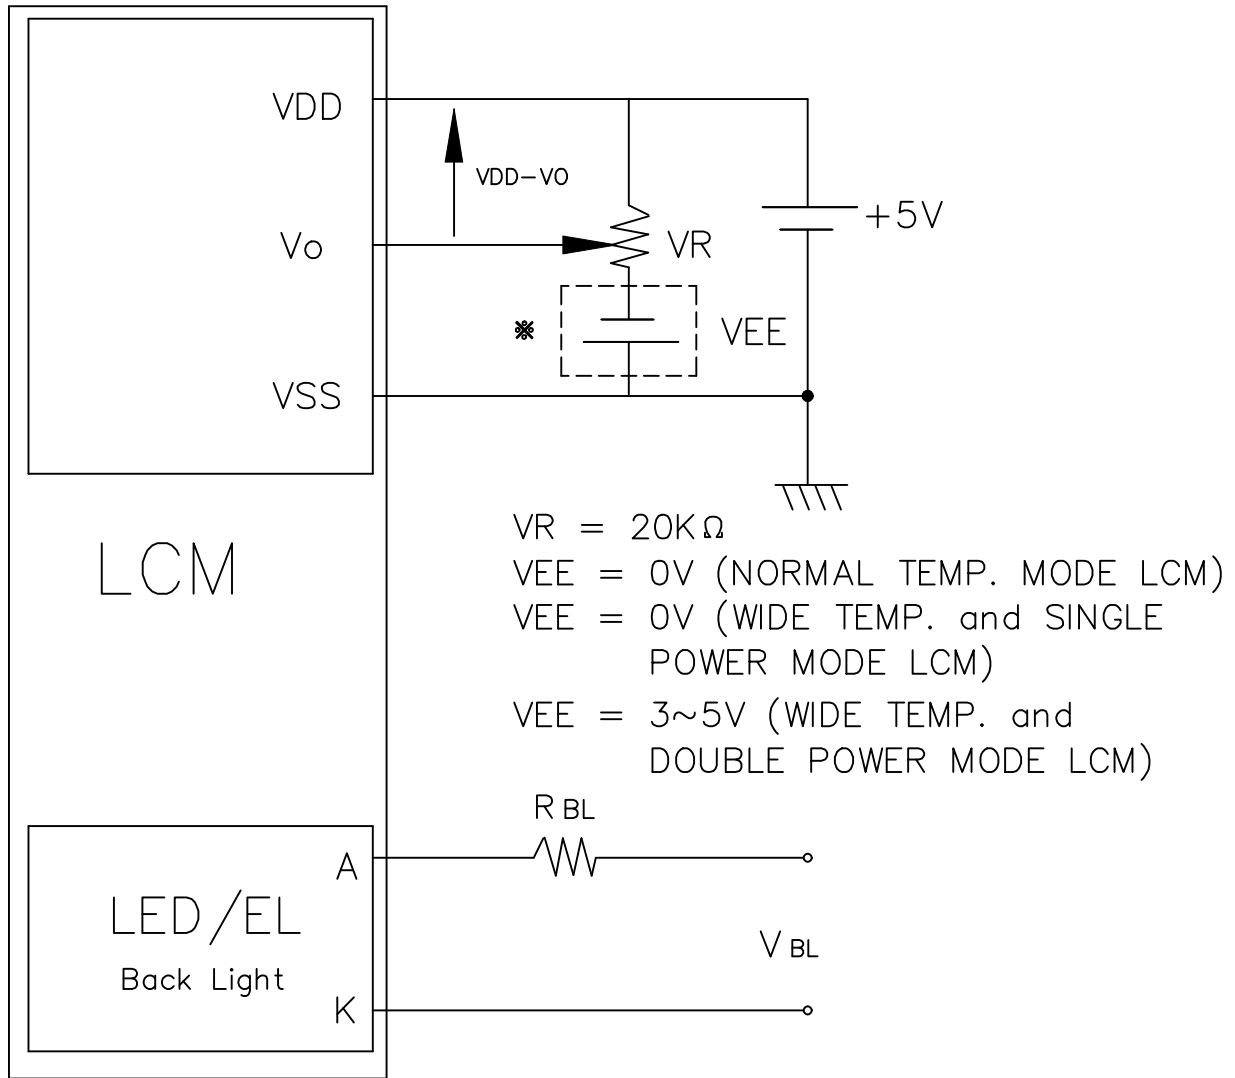 VDD
VDD-VO
+5V
Vo
VR
※
VEE
VSS
LCM
VR = 20KΩ
VEE = 0V (NORMAL TEMP. MODE LCM)
VEE = 0V (WIDE TEMP. and SINGLE
POWER MODE LCM)
VEE = 3~5V (WIDE TEMP. and
DOUBLE POWER MODE LCM)
R BL
A
LED/EL
Back Light
V BL
K